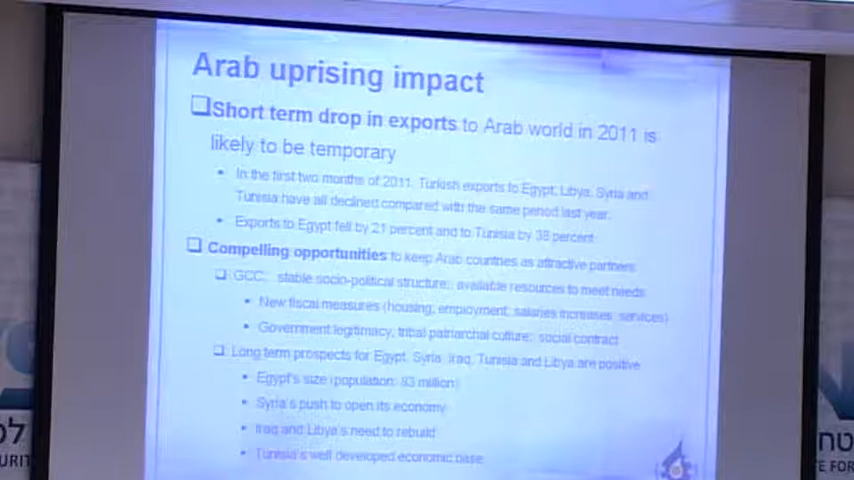 Arab uprising impact
❑Short term drop in exports to Arab world in 2011 is
likely to be temporary
• In the first two months of 2011, Turkish exports to Egypt, Libya, Syria and
Tunisia have all declined compared with the same period last year.
• Exports to Egypt fell by 21 percent and to Tunisia by 38 percent
❑ Compelling opportunities to keep Arab countries as attractive partners
❑ GCC: stable socio-political structure; available resources to meet needs
• New fiscal measures (housing; employment; salaries increases; services)
• Government legitimacy; tribal patriarchal culture; social contract
❑ Long term prospects for Egypt, Syria, Iraq, Tunisia and Libya are positive
• Egypt's size (population: 83 million)
• Syria's push to open its economy
• Iraq and Libya's need to rebuild
• Tunisia's well developed economic base